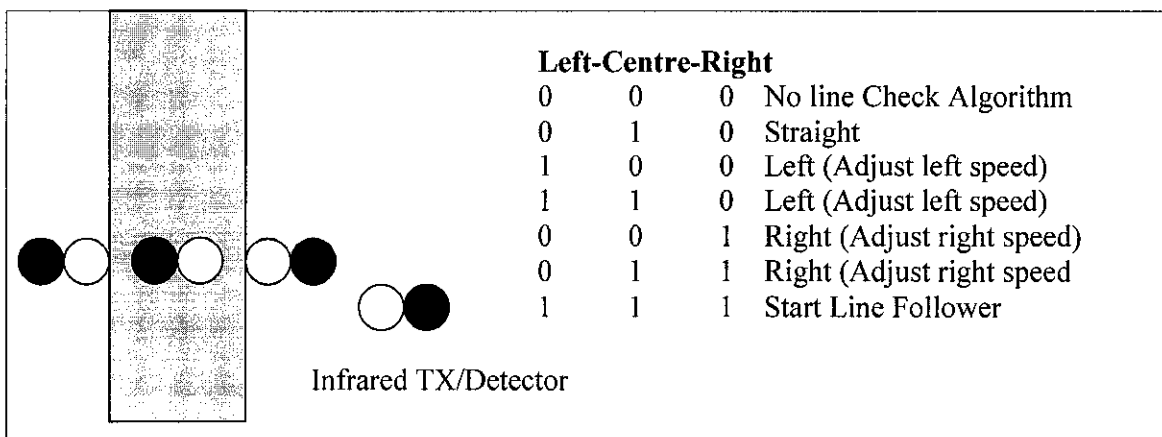 Left-Centre-Right
0 0 0 No line Check Algorithm
0 1 0 Straight
1 0 0 Left (Adjust left speed)
1 1 0 Left (Adjust left speed)
0 0 1 Right (Adjust right speed)
0 1 1 Right (Adjust right speed
1 1 1 Start Line Follower
Infrared TX/Detector